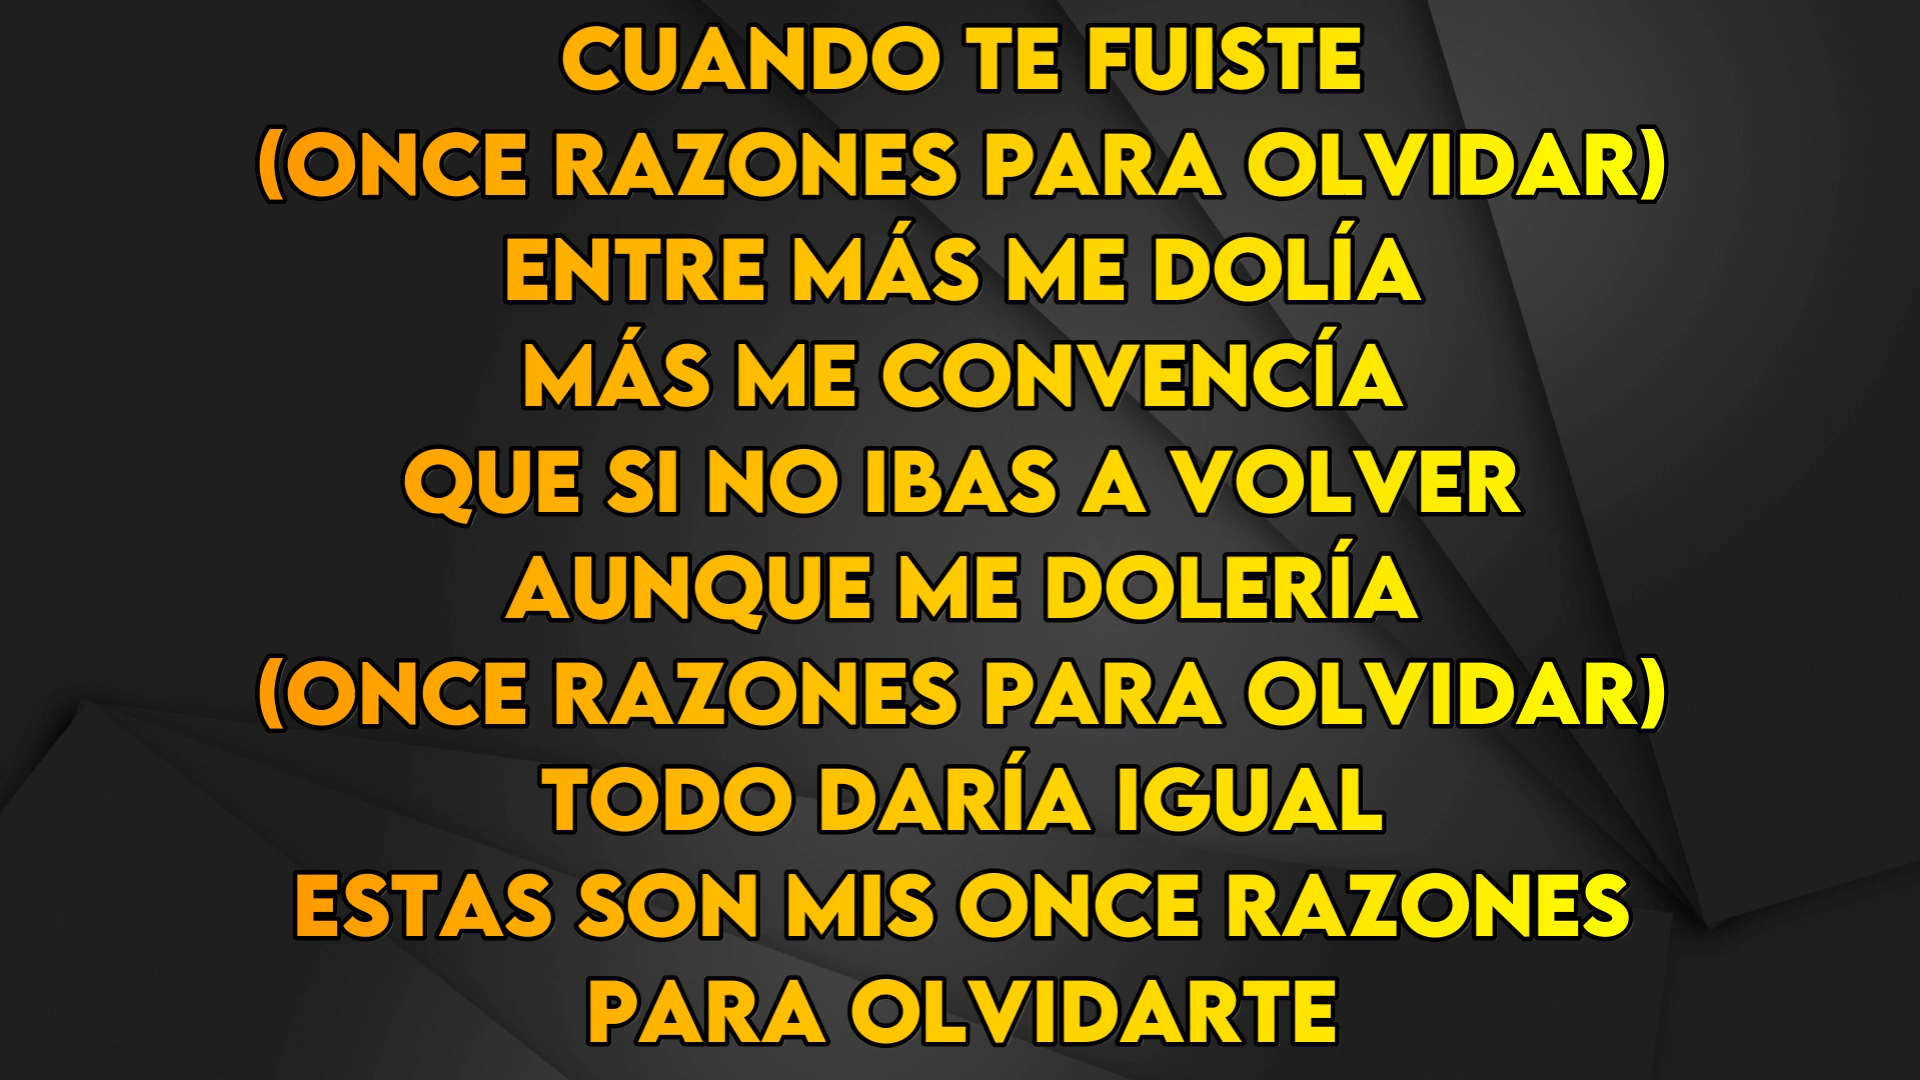 CUANDO TE FUISTE
(ONCE RAZONES PARA OLVIDAR)
ENTRE MÁS ME DOLÍA
MÁS ME CONVENCÍA
QUE SI NO IBAS A VOLVER
AUNQUE ME DOLERÍA
(ONCE RAZONES PARA OLVIDAR)
TODO DARÍA IGUAL
ESTAS SON MIS ONCE RAZONES
PARA OLVIDARTE